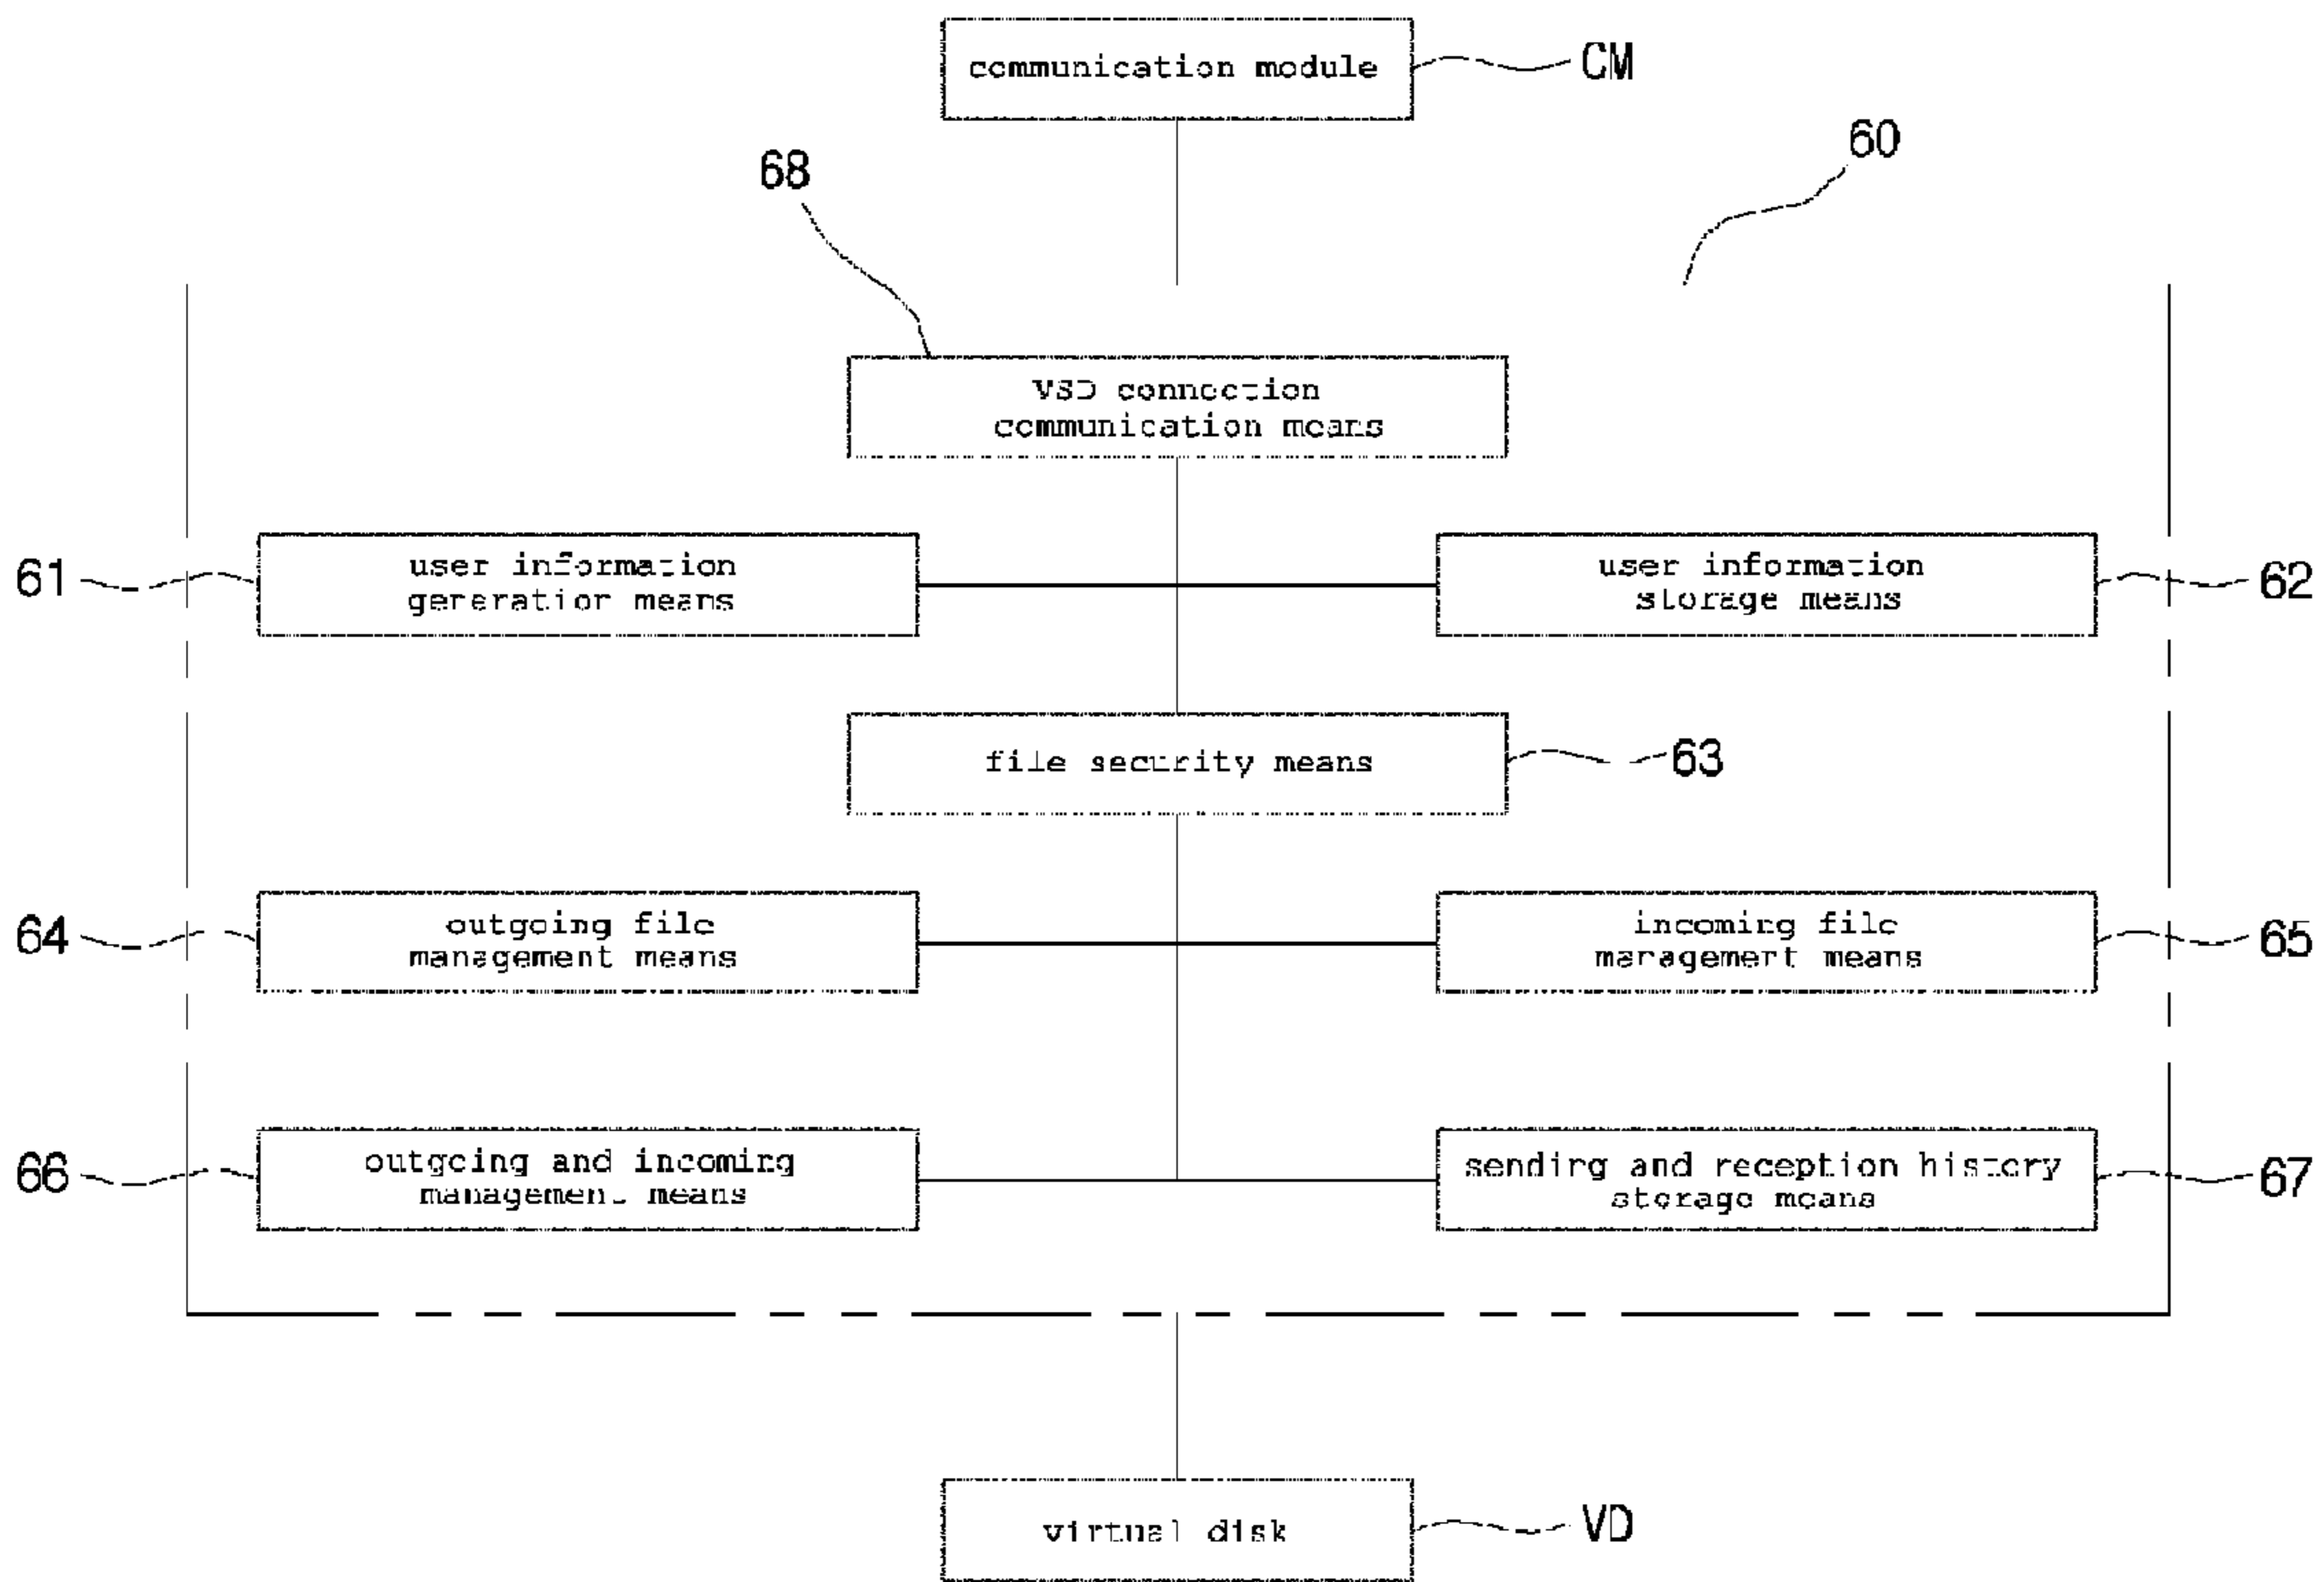 communication module
CM
60
68
VSD connection
communication means
61
user information
generation means
user information
storage means
62
file security means
63
64
outgoing file
management means
incoming file
management means
65
66
outgoing and incoming
management means
sending and reception history
storage means
67
virtual disk
VD